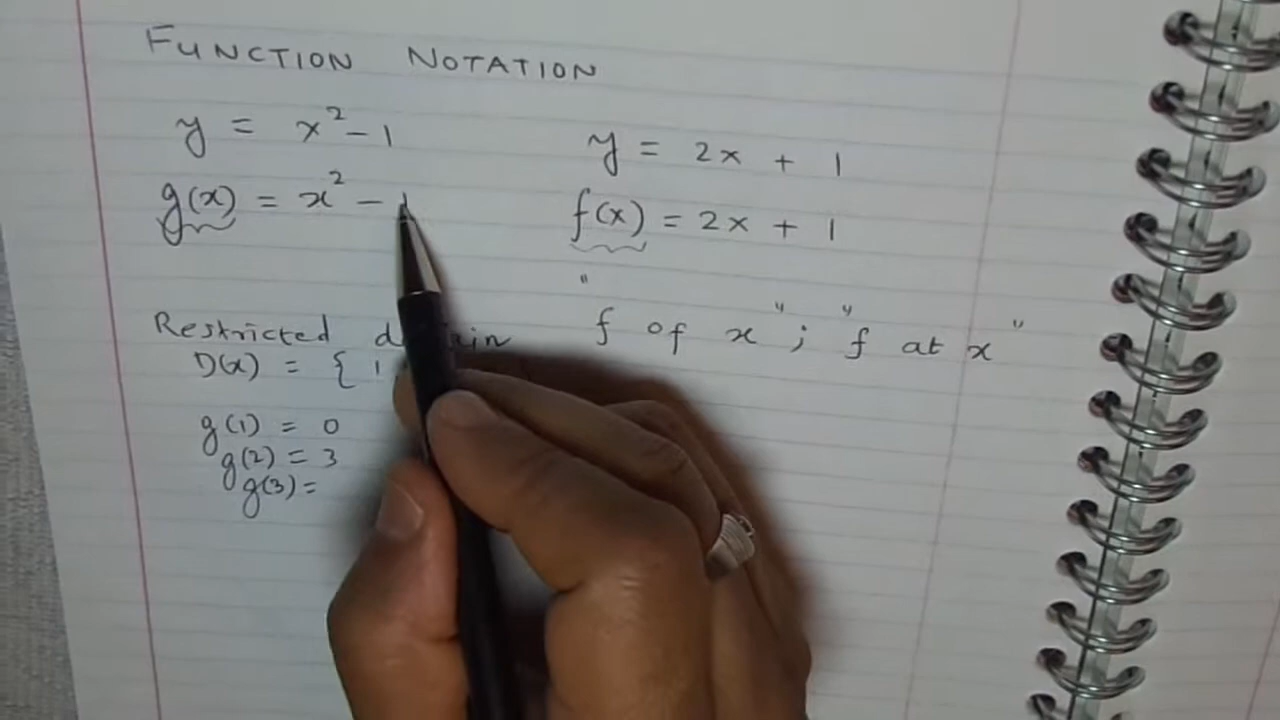 FUNCTION NOTATION
y = x² - 1
g(x) = x² - 1
y = 2x + 1
f(x) = 2x + 1
"f of x"; "f at x"
Restricted
D(x) = { 1
g(1) = 0
g(2) = 3
g(3) =